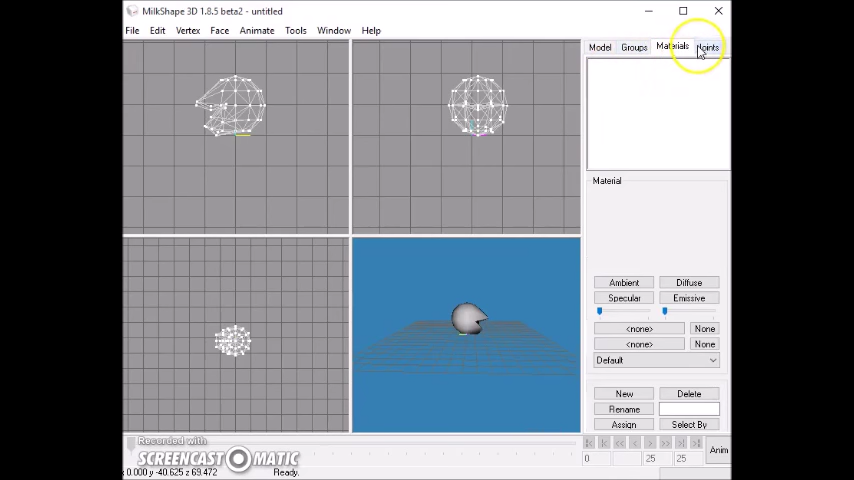 MilkShape 3D 1.8.5 beta2 - untitled
File Edit Vertex Face Animate Tools Window Help
Model Groups Materials Joints
Material
Ambient Diffuse
Specular Emissive
<none> None
<none> None
Default
New Delete
Rename
Assign Select By
Recorded with
SCREENCAST O MATIC
Anim
0 25 25
x 0.000 y -40.625 z 69.472 Ready.